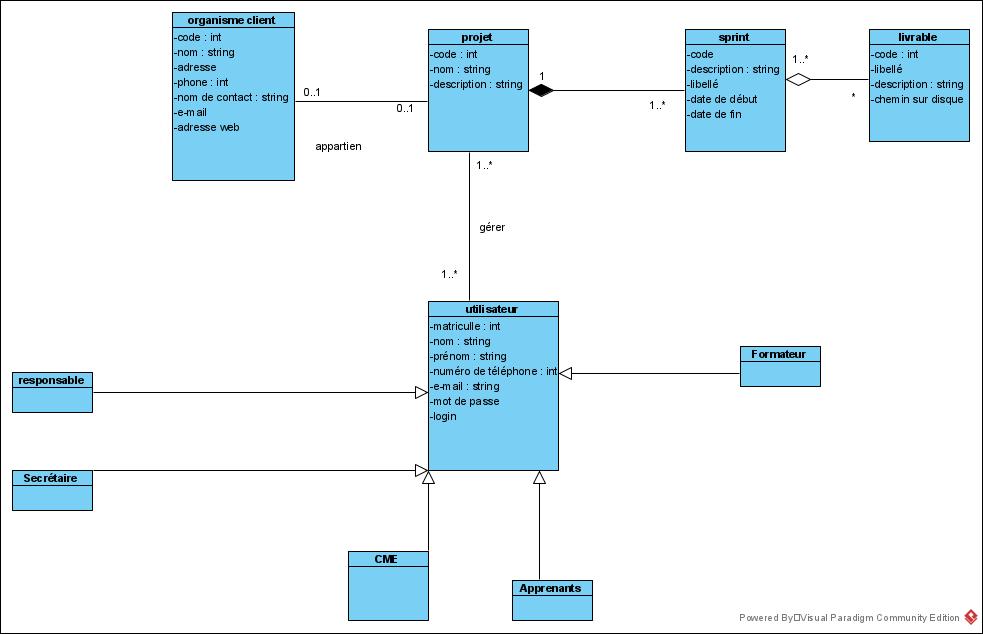 organisme client
-code : int
-nom : string
-adresse
-phone : int
-nom de contact : string
-e-mail
-adresse web
0..1
0..1
appartien
projet
-code : int
-nom : string
-description : string
1
1..*
sprint
-code
-description : string
-libellé
-date de début
-date de fin
1..*
*
livrable
-code : int
-libellé
-description : string
-chemin sur disque
1..*
gérer
1..*
utilisateur
-matriculle : int
-nom : string
-prénom : string
-numéro de téléphone : int
-e-mail : string
-mot de passe
-login
Formateur
responsable
Secrétaire
CME
Apprenants
Powered By Visual Paradigm Community Edition